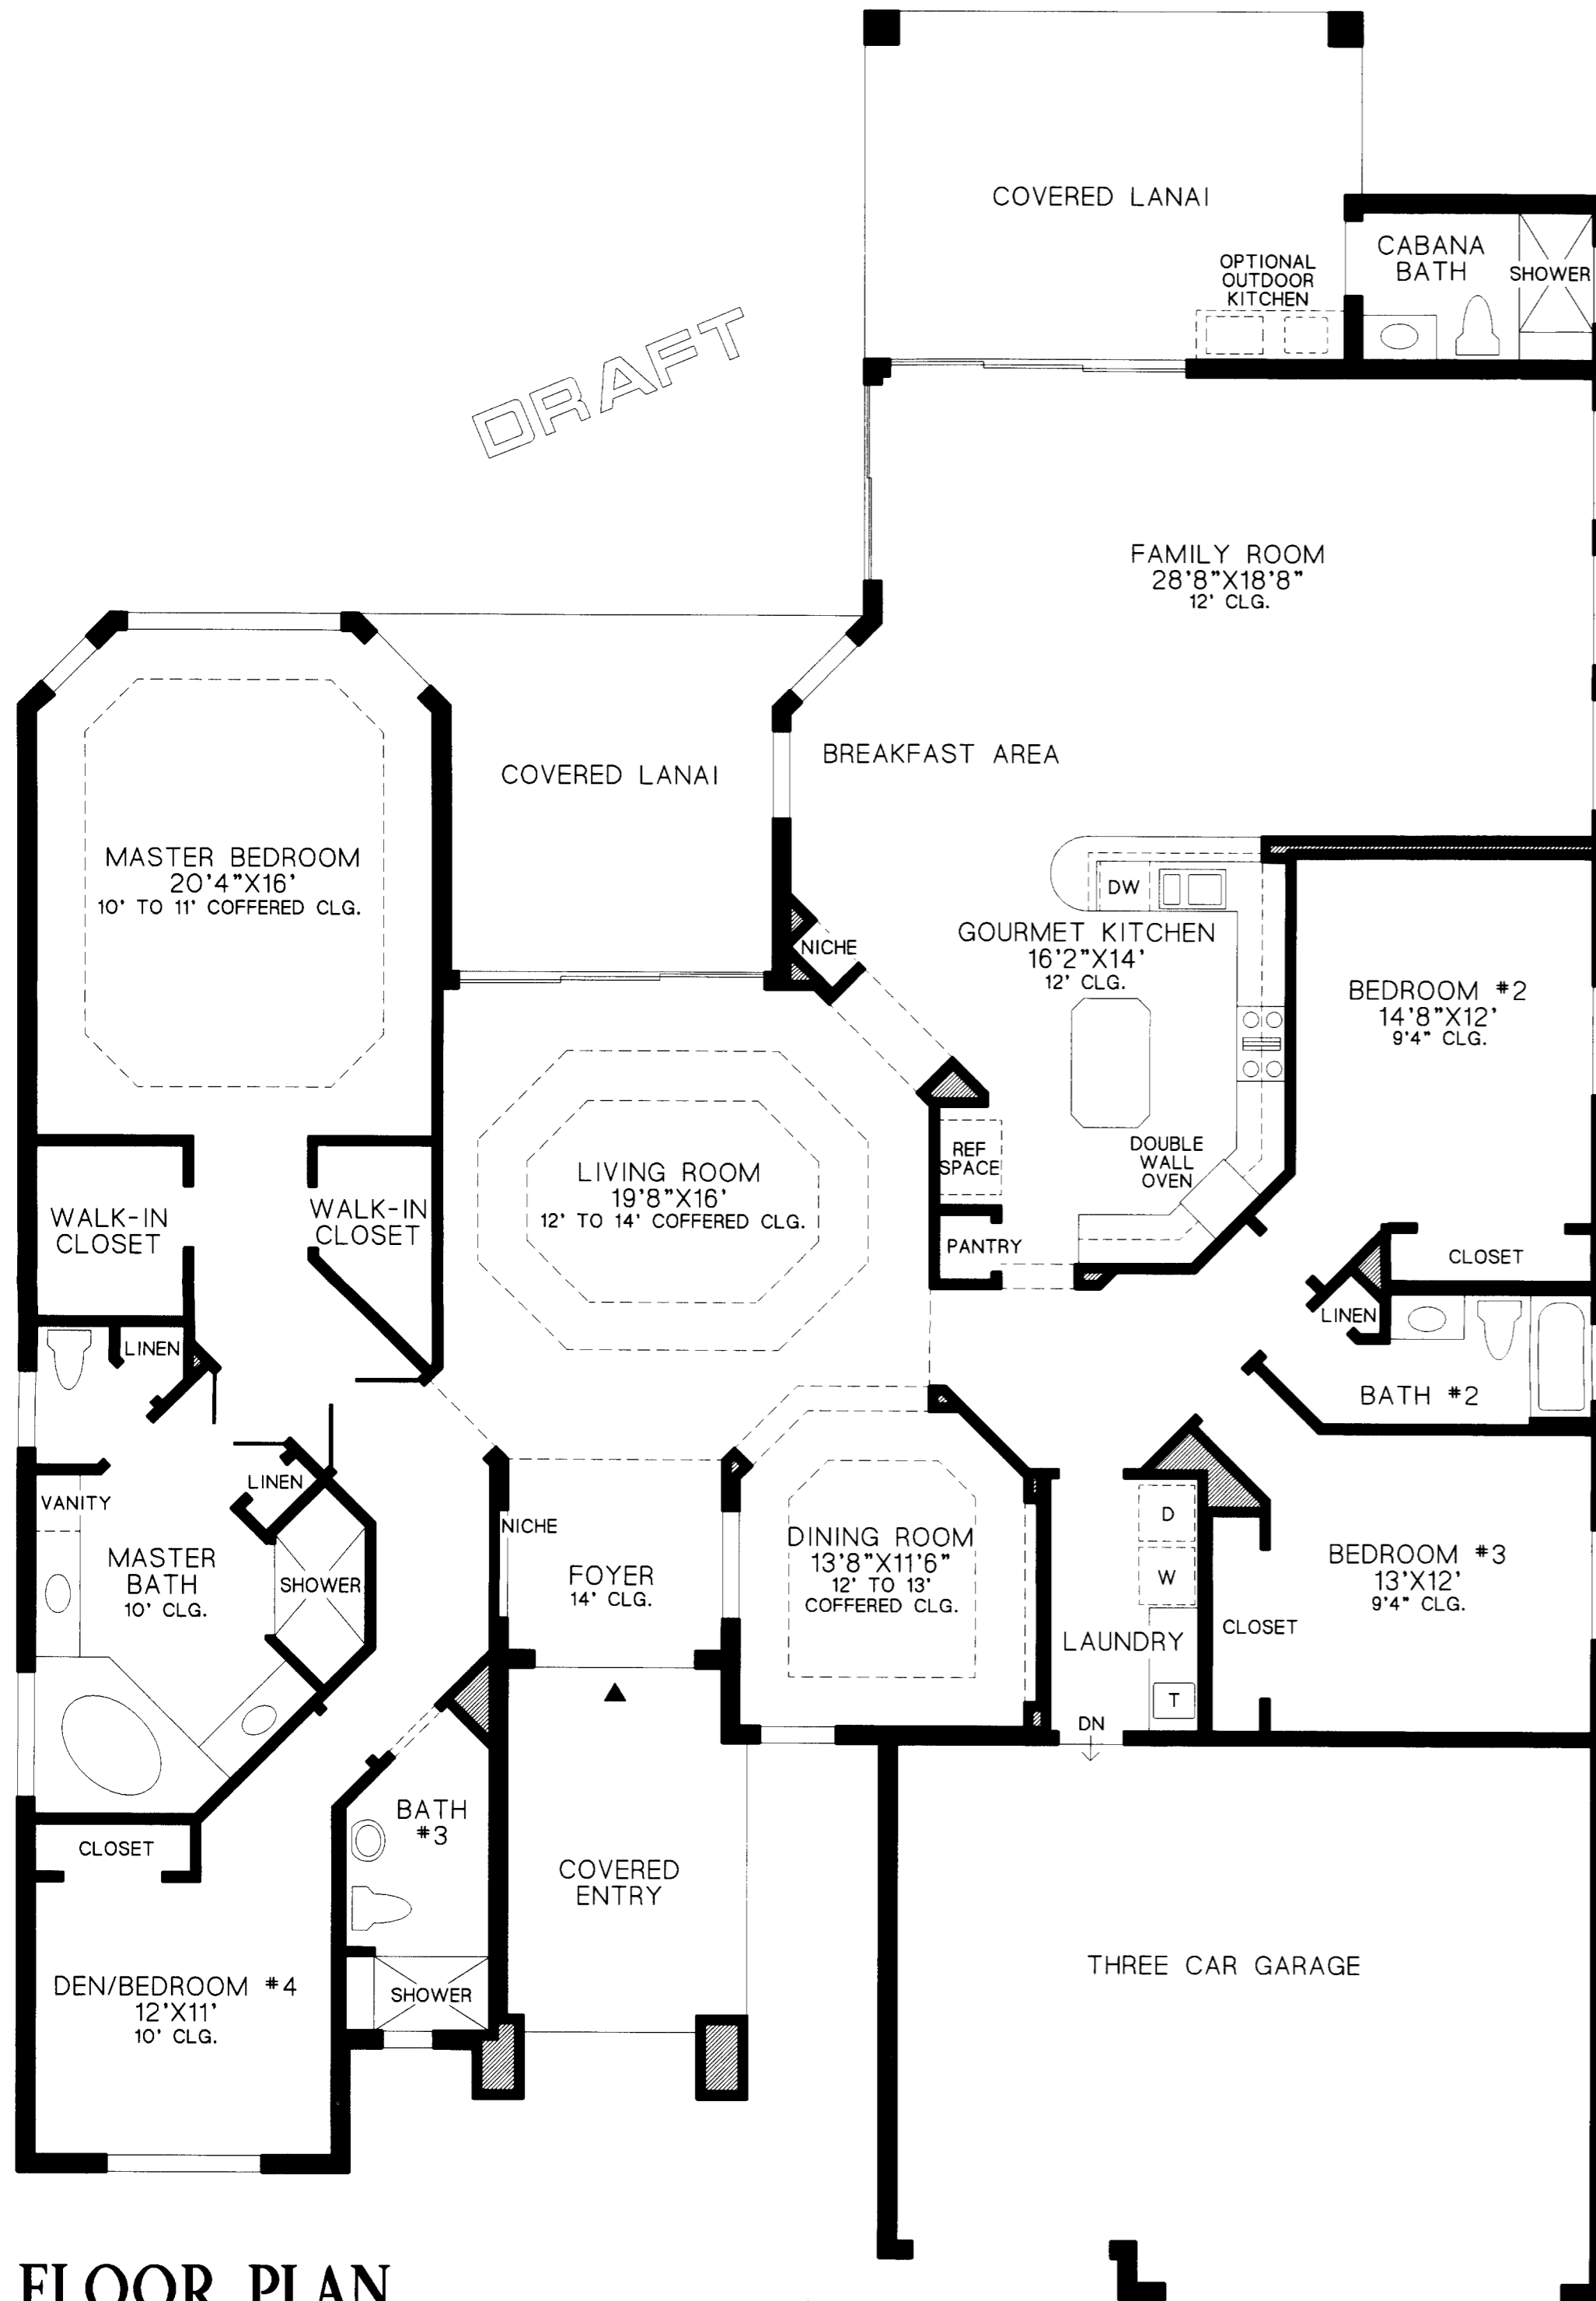 COVERED LANAI
CABANA
BATH
SHOWER
OPTIONAL
OUTDOOR
KITCHEN
DRAFT
FAMILY ROOM
28'8"X18'8"
12' CLG.
BREAKFAST AREA
COVERED LANAI
MASTER BEDROOM
20'4"X16'
10' TO 11' COFFERED CLG.
DW
NICHE
GOURMET KITCHEN
16'2"X14'
12' CLG.
BEDROOM #2
14'8"X12'
9'4" CLG.
REF
SPACE
DOUBLE
WALL
OVEN
LIVING ROOM
19'8"X16'
12' TO 14' COFFERED CLG.
WALK-IN
CLOSET
WALK-IN
CLOSET
PANTRY
CLOSET
LINEN
LINEN
BATH #2
LINEN
VANITY
MASTER
BATH
10' CLG.
SHOWER
NICHE
FOYER
14' CLG.
DINING ROOM
13'8"X11'6"
12' TO 13'
COFFERED CLG.
D
W
LAUNDRY
T
DN
CLOSET
BEDROOM #3
13'X12'
9'4" CLG.
BATH
#3
CLOSET
COVERED
ENTRY
DEN/BEDROOM #4
12'X11'
10' CLG.
SHOWER
THREE CAR GARAGE
FLOOR PLAN